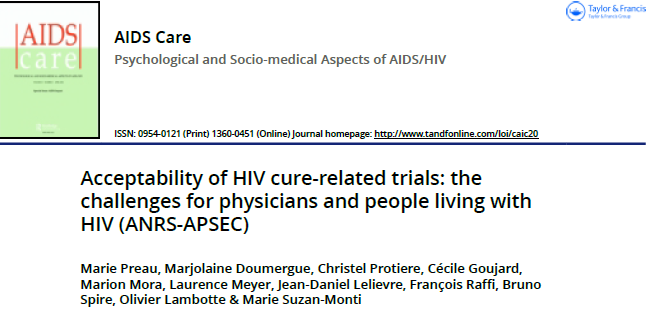 Taylor & Francis
Taylor & Francis Group
AIDS
care
AIDS Care
Psychological and Socio-medical Aspects of AIDS/HIV
ISSN: 0954-0121 (Print) 1360-0451 (Online) Journal homepage: http://www.tandfonline.com/loi/caic20
Acceptability of HIV cure-related trials: the
challenges for physicians and people living with
HIV (ANRS-APSEC)
Marie Preau, Marjolaine Doumergue, Christel Protiere, Cécile Goujard,
Marion Mora, Laurence Meyer, Jean-Daniel Lelievre, François Raffi, Bruno
Spire, Olivier Lambotte & Marie Suzan-Monti